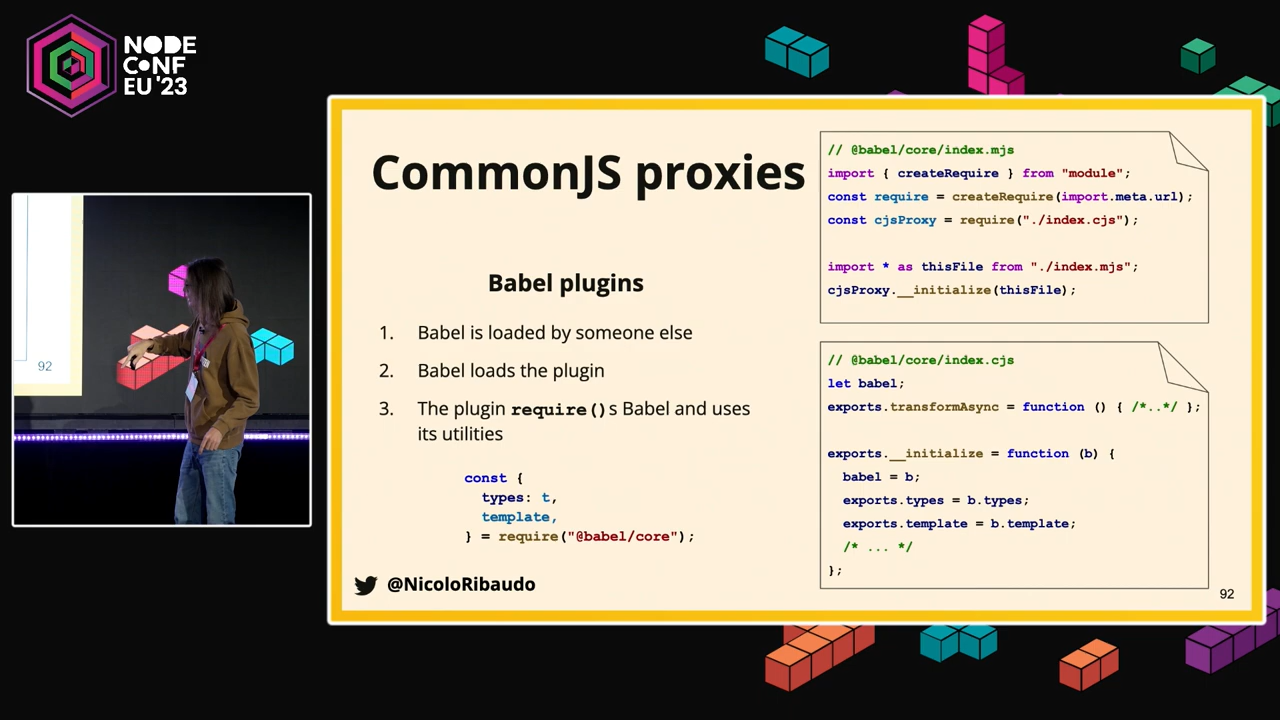 NODE
CONF
EU '23
92
CommonJS proxies
Babel plugins
1. Babel is loaded by someone else
2. Babel loads the plugin
3. The plugin require()s Babel and uses
its utilities
const {
  types: t,
  template,
} = require("@babel/core");
@NicoloRibaudo
// @babel/core/index.mjs
import { createRequire } from "module";
const require = createRequire(import.meta.url);
const cjsProxy = require("./index.cjs");
import * as thisFile from "./index.mjs";
cjsProxy.__initialize(thisFile);
// @babel/core/index.cjs
let babel;
exports.transformAsync = function () { /*..*/ };
exports.__initialize = function (b) {
  babel = b;
  exports.types = b.types;
  exports.template = b.template;
  /* ... */
};
92